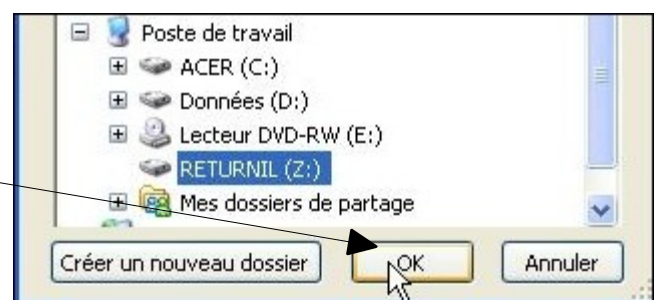 Poste de travail
ACER (C:)
Données (D:)
Lecteur DVD-RW (E:)
RETURNIL (Z:)
Mes dossiers de partage
Créer un nouveau dossier OK Annuler